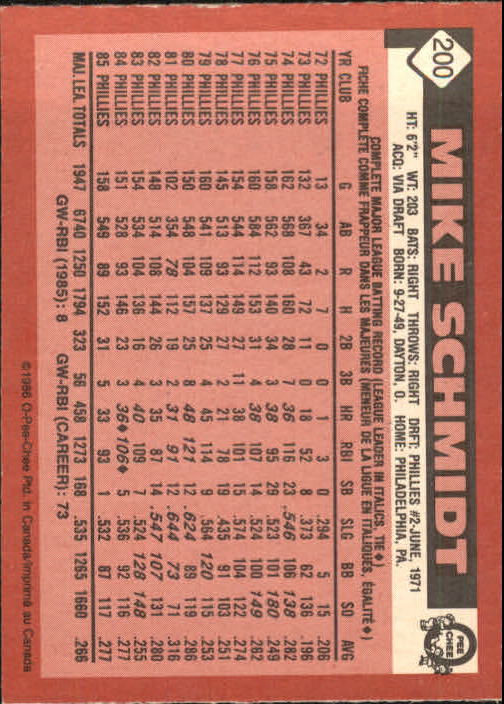 200
MIKE SCHMIDT
O PEE CHEE
HT: 6'2" WT: 203 BATS: RIGHT THROWS: RIGHT DRFT: PHILLIES #2-JUNE, 1971
ACQ: VIA DRAFT BORN: 9-27-49, DAYTON, O. HOME: PHILADELPHIA, PA.
COMPLETE MAJOR LEAGUE BATTING RECORD (LEAGUE LEADER IN ITALICS, TIE♦)
FICHE COMPLÈTE COMME FRAPPEUR DANS LES MAJEURES (MENEUR DE LA LIGUE EN ITALIQUES, ÉGALITÉ♦)
YR CLUB G AB R H 2B 3B HR RBI SB SLG BB SO AVG
72 PHILLIES 13 34 2 7 0 0 1 3 0 .294 5 15 .206
73 PHILLIES 132 367 43 72 11 0 18 52 8 .373 62 136 .196
74 PHILLIES 162 568 108 160 28 7 36 116 23 .546 106 138 .282
75 PHILLIES 158 562 93 140 34 3 38 95 29 .523 101 180 .249
76 PHILLIES 160 584 112 153 31 4 38 107 14 .524 100 149 .262
77 PHILLIES 154 544 114 149 27 11 38 101 15 .574 104 122 .274
78 PHILLIES 145 513 93 129 27 2 21 78 19 .435 91 103 .251
79 PHILLIES 160 541 109 137 25 4 45 114 9 .564 120 115 .253
80 PHILLIES 150 548 104 157 25 8 48 121 12 .624 89 119 .286
81 PHILLIES 102 354 78 112 19 2 31 91 12 .644 73 71 .316
82 PHILLIES 148 514 108 144 26 3 35 87 14 .547 107 131 .280
83 PHILLIES 154 534 104 136 16 4 40 109 7 .524 128 148 .255
84 PHILLIES 151 528 93 146 23 3 36♦ 106♦ 5 .536 92 116 .277
85 PHILLIES 158 549 89 152 31 5 33 93 1 .532 87 117 .277
MAJ. LEA. TOTALS 1947 6740 1250 1794 323 56 458 1273 168 .535 1265 1660 .266
GW-RBI (1985): 8 GW-RBI (CAREER): 73
©1986 O-Pee-Chee Ptd. in Canada/Imprimé au Canada